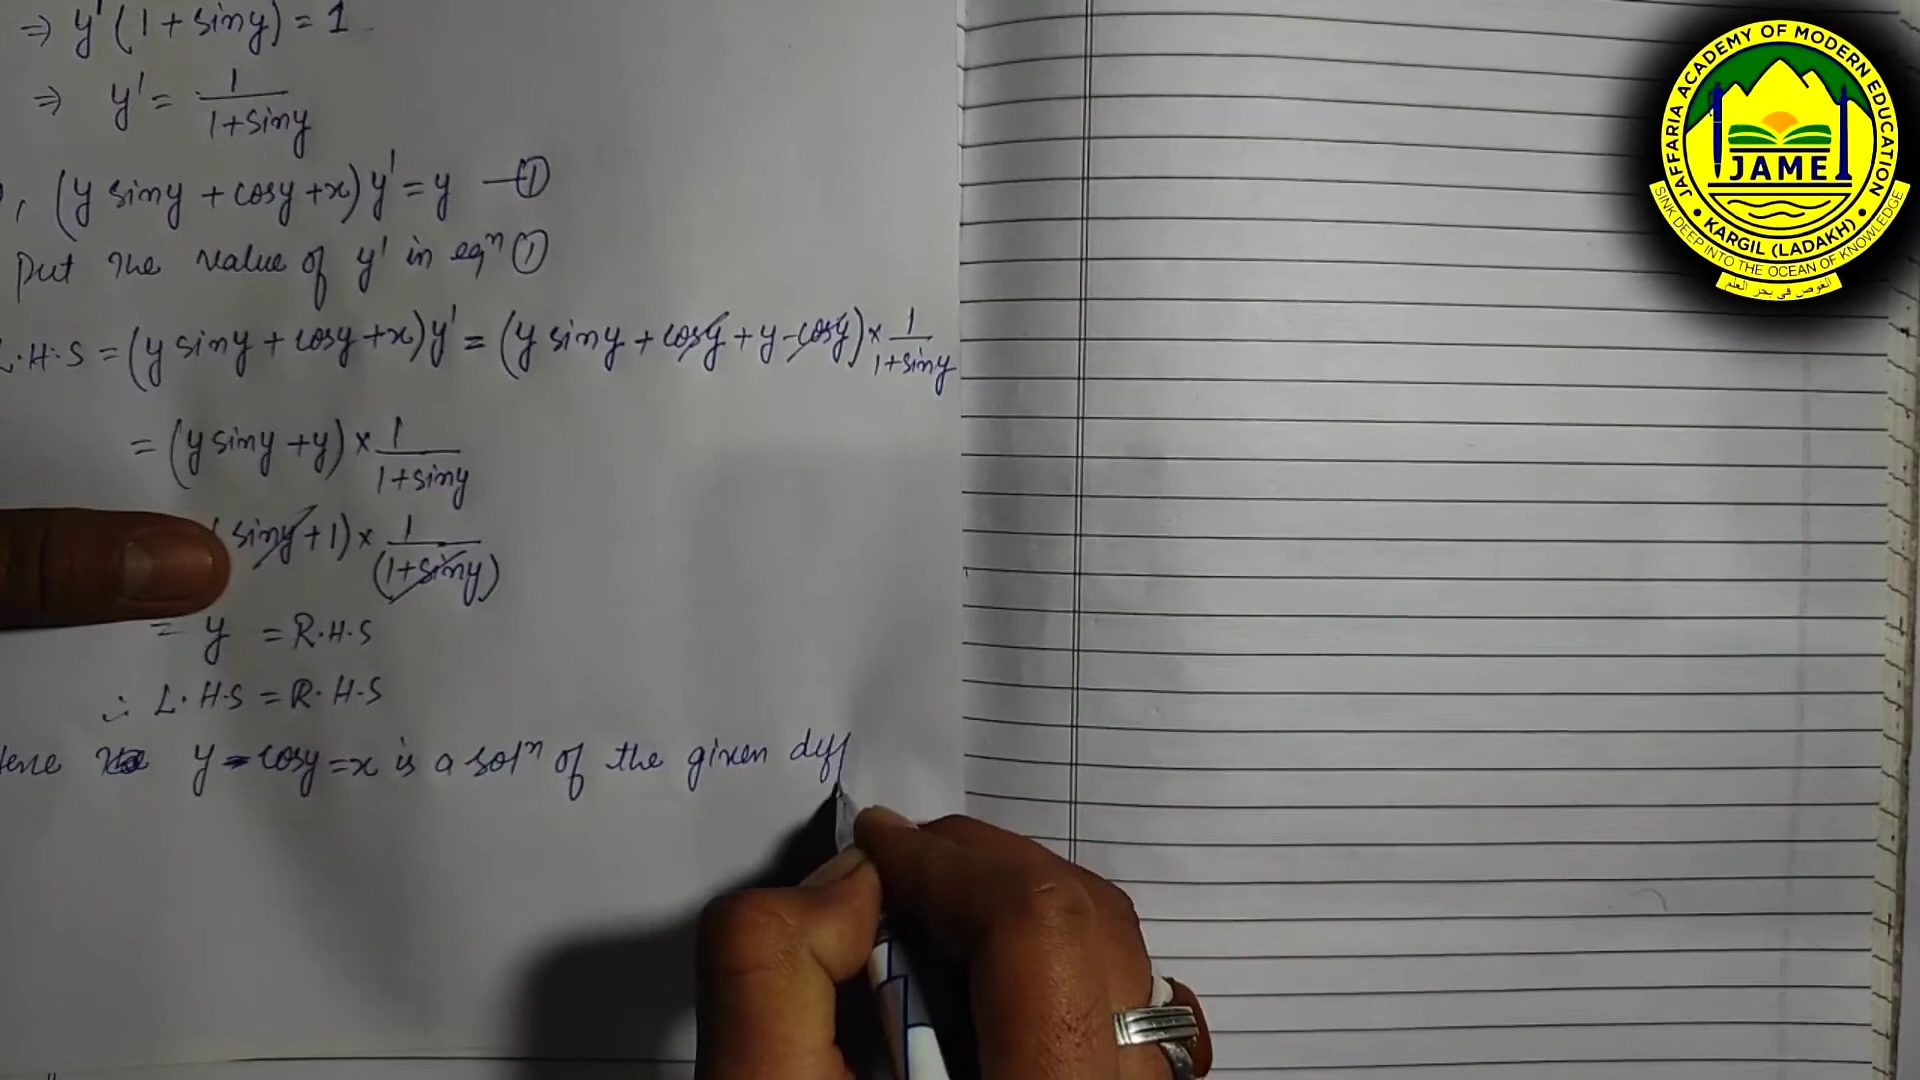 ⇒ y'(1+siny) = 1
⇒ y' = 1/(1+siny)
, (y siny + cosy + x) y' = y —①
Put the value of y' in eqⁿ ①
L.H.S = (y siny + cosy + x) y' = (y siny + cosy + y - cosy) × 1/(1+siny)
= (y siny + y) × 1/(1+siny)
siny + 1) × 1/(1+siny)
= y = R.H.S
∴ L.H.S = R.H.S
Hence y - cosy = x is a solⁿ of the given diff
JAFFARIA ACADEMY OF MODERN EDUCATION
JAME
• KARGIL (LADAKH) •
SINK DEEP INTO THE OCEAN OF KNOWLEDGE
الغوص في بحر العلم